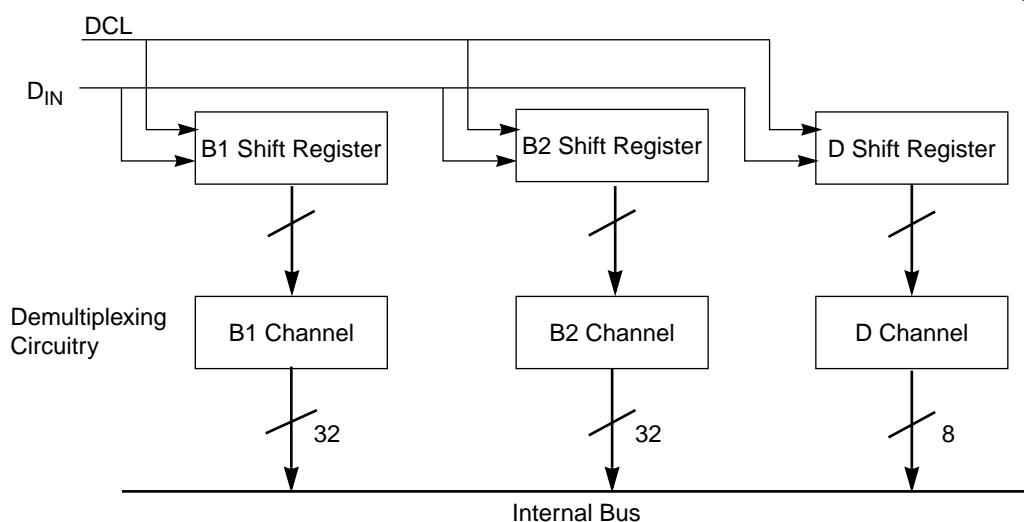 DCL
DIN
B1 Shift Register
B2 Shift Register
D Shift Register
Demultiplexing
Circuitry
B1 Channel
B2 Channel
D Channel
32
32
8
Internal Bus